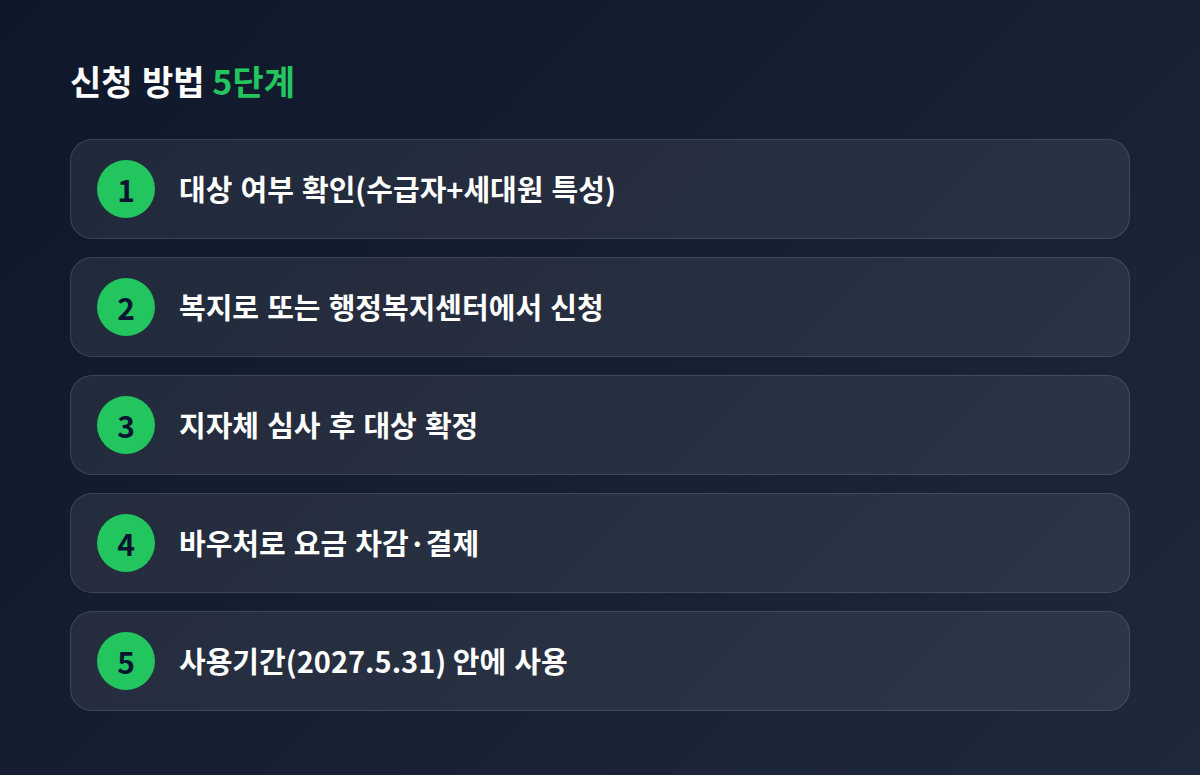 신청 방법 5단계
1 대상 여부 확인(수급자+세대원 특성)
2 복지로 또는 행정복지센터에서 신청
3 지자체 심사 후 대상 확정
4 바우처로 요금 차감·결제
5 사용기간(2027.5.31) 안에 사용